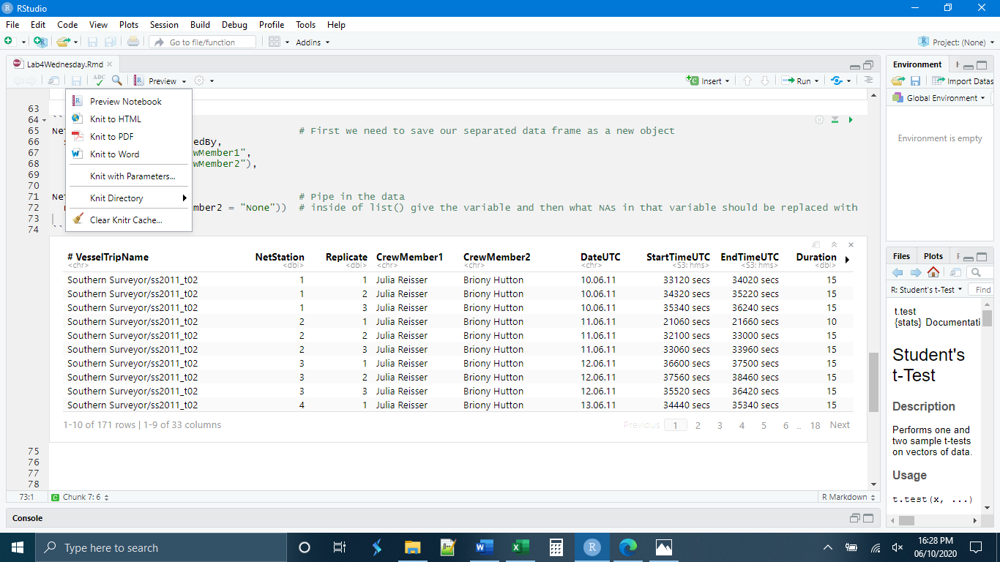 RStudio
File Edit Code View Plots Session Build Debug Profile Tools Help
Go to file/function Addins Project: (None)
Lab4Wednesday.Rmd
ABC Preview Insert Run
Preview Notebook
Knit to HTML
Knit to PDF
Knit to Word
Knit with Parameters...
Knit Directory
Clear Knitr Cache...
63
64 ``
65 Net # First we need to save our separated data frame as a new object
66 s edBy,
67 wMember1",
68 wMember2"),
69
70
71 Net # Pipe in the data
72 mber2 = "None")) # inside of list() give the variable and then what NAs in that variable should be replaced with
73
74 ``
# VesselTripName NetStation Replicate CrewMember1 CrewMember2 DateUTC StartTimeUTC EndTimeUTC Duration
<chr> <dbl> <dbl> <chr> <chr> <chr> <S3: hms> <S3: hms> <dbl>
Southern Surveyor/ss2011_t02 1 1 Julia Reisser Briony Hutton 10.06.11 33120 secs 34020 secs 15
Southern Surveyor/ss2011_t02 1 2 Julia Reisser Briony Hutton 10.06.11 34320 secs 35220 secs 15
Southern Surveyor/ss2011_t02 1 3 Julia Reisser Briony Hutton 10.06.11 35340 secs 36240 secs 15
Southern Surveyor/ss2011_t02 2 1 Julia Reisser Briony Hutton 11.06.11 21060 secs 21660 secs 10
Southern Surveyor/ss2011_t02 2 2 Julia Reisser Briony Hutton 11.06.11 32100 secs 33000 secs 15
Southern Surveyor/ss2011_t02 2 3 Julia Reisser Briony Hutton 11.06.11 33060 secs 33960 secs 15
Southern Surveyor/ss2011_t02 3 1 Julia Reisser Briony Hutton 12.06.11 36600 secs 37500 secs 15
Southern Surveyor/ss2011_t02 3 2 Julia Reisser Briony Hutton 12.06.11 37560 secs 38460 secs 15
Southern Surveyor/ss2011_t02 3 3 Julia Reisser Briony Hutton 12.06.11 35520 secs 36420 secs 15
Southern Surveyor/ss2011_t02 4 1 Julia Reisser Briony Hutton 13.06.11 34440 secs 35340 secs 15
1-10 of 171 rows | 1-9 of 33 columns Previous 1 2 3 4 5 6 ... 18 Next
75
76
77
78
73:1 Chunk 7: 6 R Markdown
Console
Environment
Import Datas
Global Environment
Environment is empty
Files Plots
R: Student's t-Test Find
t.test
{stats} Documentati
Student's
t-Test
Description
Performs one and
two sample t-tests
on vectors of data.
Usage
t.test(x, ...)
Type here to search
16:28 PM
06/10/2020